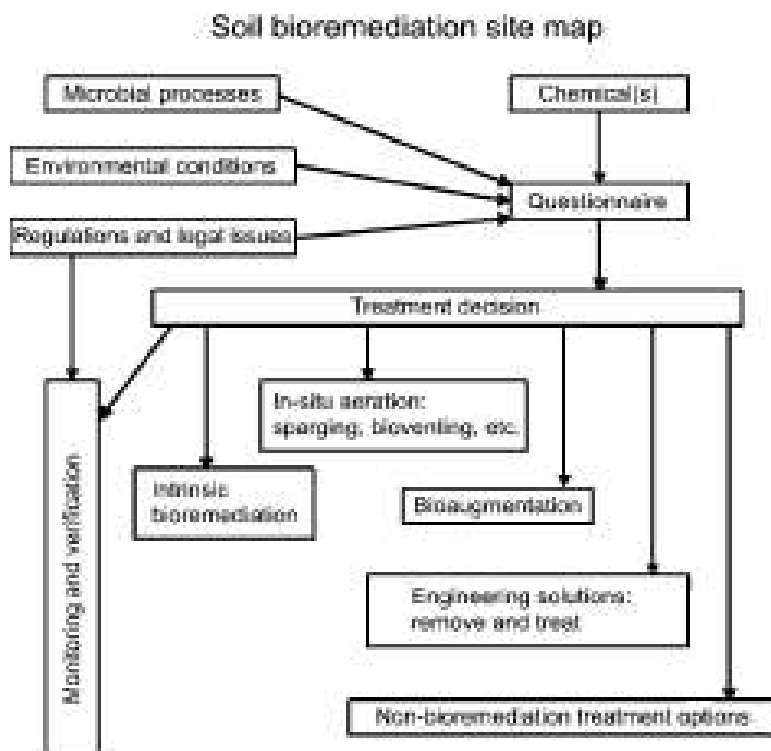 Soil bioremediation site map
Microbial processes
Chemical(s)
Environmental conditions
Questionnaire
Regulations and legal issues
Treatment decision
In-situ aeration:
sparging, bioventing, etc.
Intrinsic
bioremediation
Bioaugmentation
Monitoring and verification
Engineering solutions:
remove and treat
Non-bioremediation treatment options